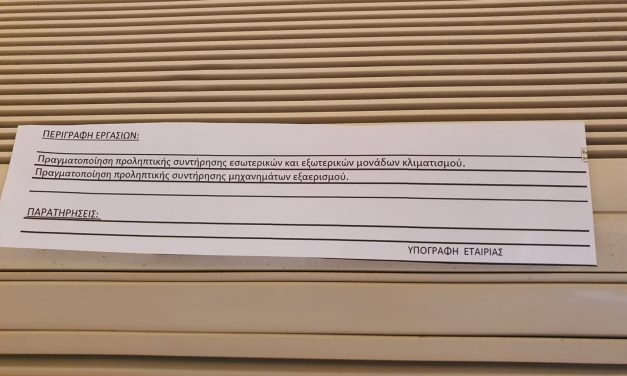 ΠΕΡΙΓΡΑΦΗ ΕΡΓΑΣΙΩΝ:
Πραγματοποίηση προληπτικής συντήρησης εσωτερικών και εξωτερικών μονάδων κλιματισμού.
Πραγματοποίηση προληπτικής συντήρησης μηχανημάτων εξαερισμού.
ΠΑΡΑΤΗΡΗΣΕΙΣ:
ΥΠΟΓΡΑΦΗ ΕΤΑΙΡΙΑΣ